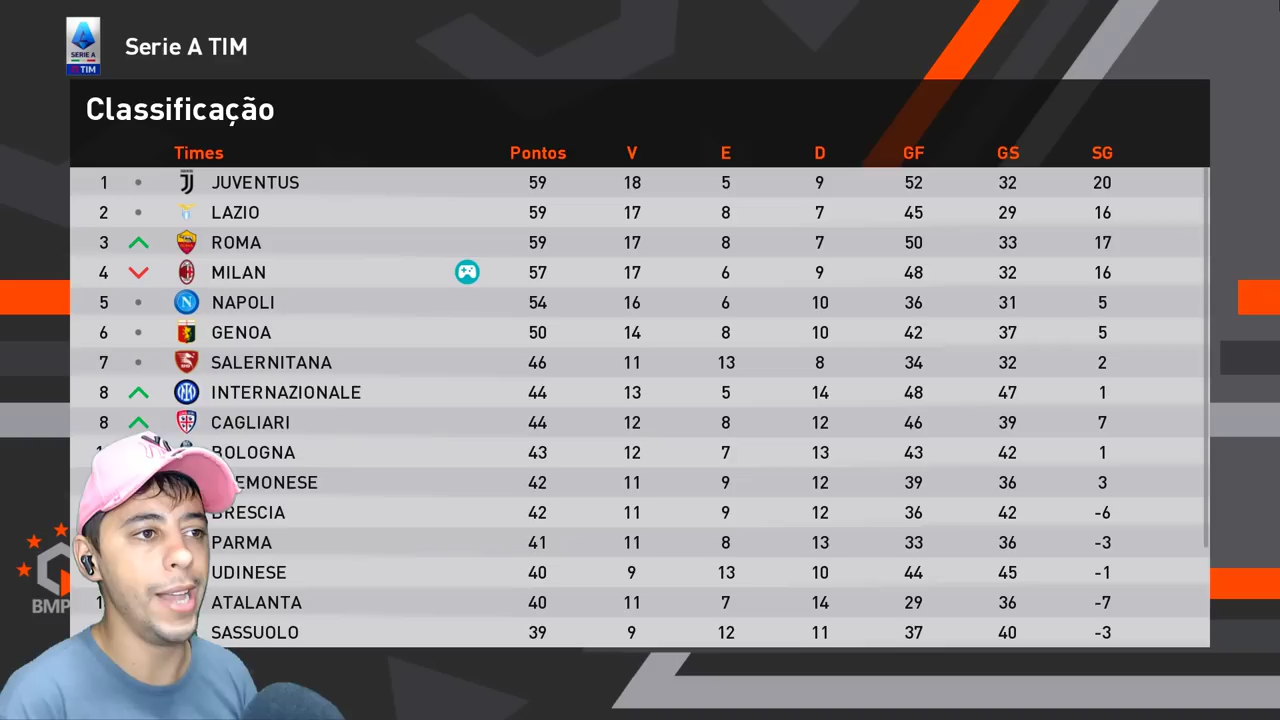 SERIE A
TIM
Serie A TIM
Classificação
Times Pontos V E D GF GS SG
1 JUVENTUS 59 18 5 9 52 32 20
2 LAZIO 59 17 8 7 45 29 16
3 ROMA 59 17 8 7 50 33 17
4 MILAN 57 17 6 9 48 32 16
5 NAPOLI 54 16 6 10 36 31 5
6 GENOA 50 14 8 10 42 37 5
7 SALERNITANA 46 11 13 8 34 32 2
8 INTERNAZIONALE 44 13 5 14 48 47 1
8 CAGLIARI 44 12 8 12 46 39 7
BOLOGNA 43 12 7 13 43 42 1
EMONESE 42 11 9 12 39 36 3
BRESCIA 42 11 9 12 36 42 -6
PARMA 41 11 8 13 33 36 -3
UDINESE 40 9 13 10 44 45 -1
ATALANTA 40 11 7 14 29 36 -7
SASSUOLO 39 9 12 11 37 40 -3
BMP